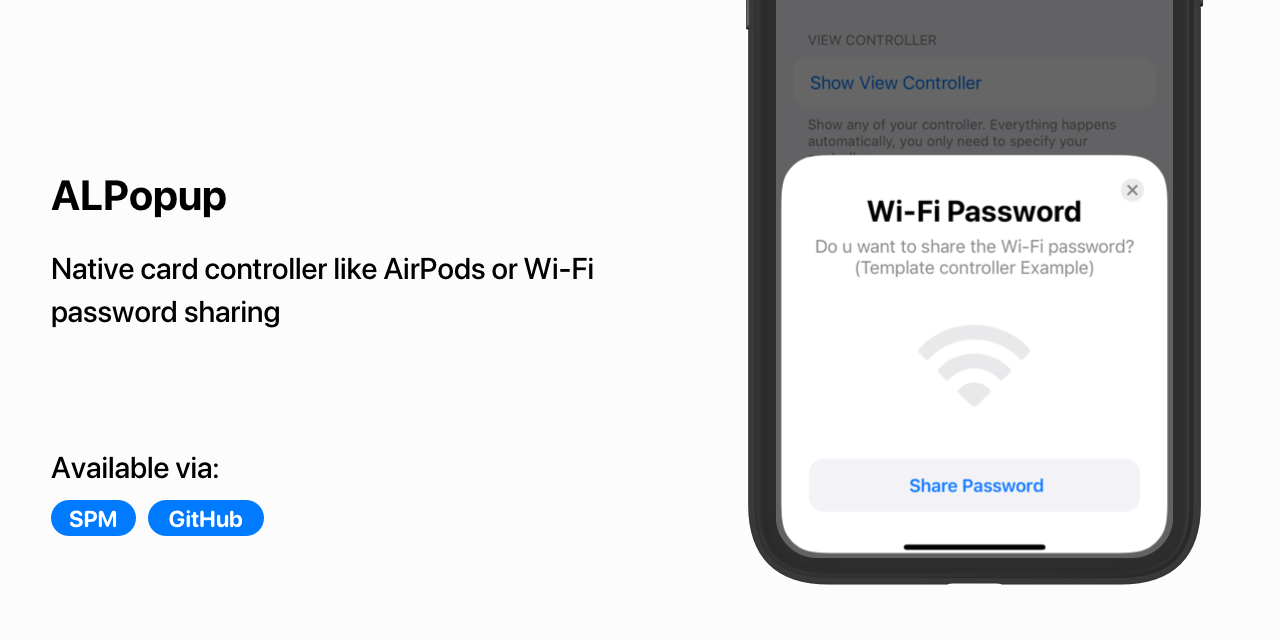 ALPopup
Native card controller like AirPods or Wi-Fi
password sharing
Available via:
SPM
GitHub
VIEW CONTROLLER
Show View Controller
Show any of your controller. Everything happens
automatically, you only need to specify your
Wi-Fi Password
Do u want to share the Wi-Fi password?
(Template controller Example)
Share Password